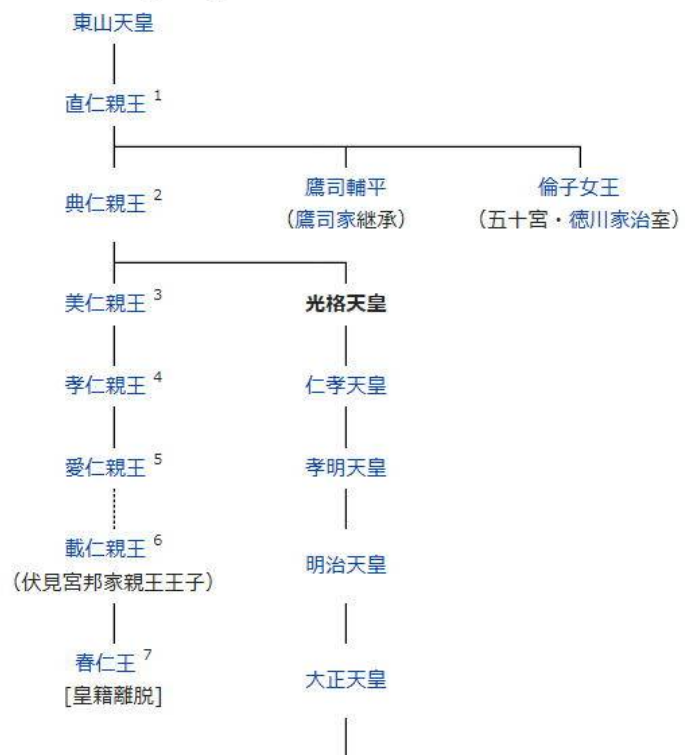 東山天皇
直仁親王 1
典仁親王 2
鷹司輔平
(鷹司家継承)
倫子女王
(五十宮・徳川家治室)
美仁親王 3
光格天皇
孝仁親王 4
仁孝天皇
愛仁親王 5
孝明天皇
載仁親王 6
(伏見宮邦家親王王子)
明治天皇
春仁王 7
[皇籍離脱]
大正天皇